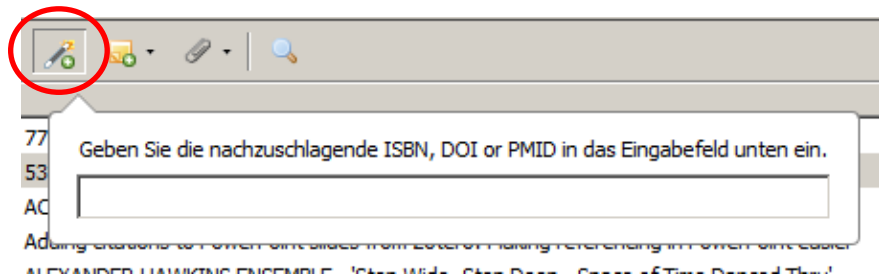 77
Geben Sie die nachzuschlagende ISBN, DOI or PMID in das Eingabefeld unten ein.
53
AC
Adding citations to PowerPoint slides from Zotero: Making referencing in PowerPoint easier
ALEXANDER HAWKINS ENSEMBLE - 'Step Wide, Step Deep - Space of Time Danced Thru'